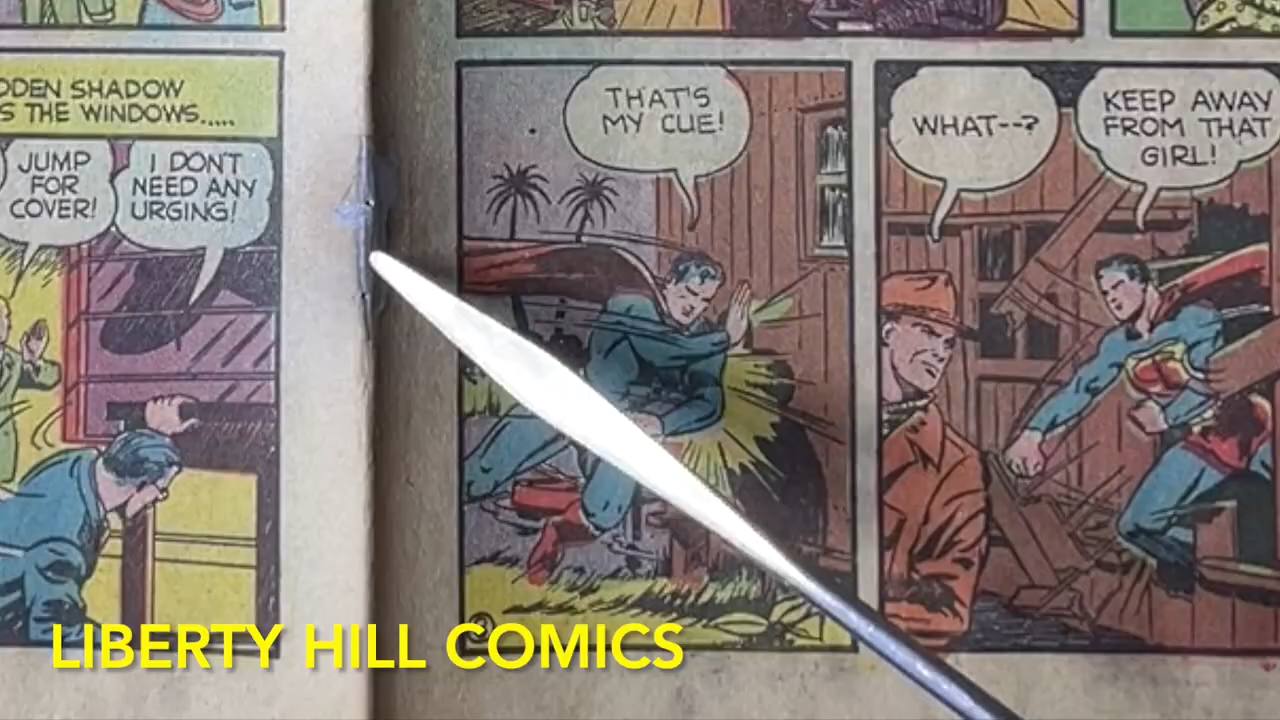 DDEN SHADOW
S THE WINDOWS.....
JUMP
FOR
COVER!
I DON'T
NEED ANY
URGING!
THAT'S
MY CUE!
WHAT--?
KEEP AWAY
FROM THAT
GIRL!
LIBERTY HILL COMICS